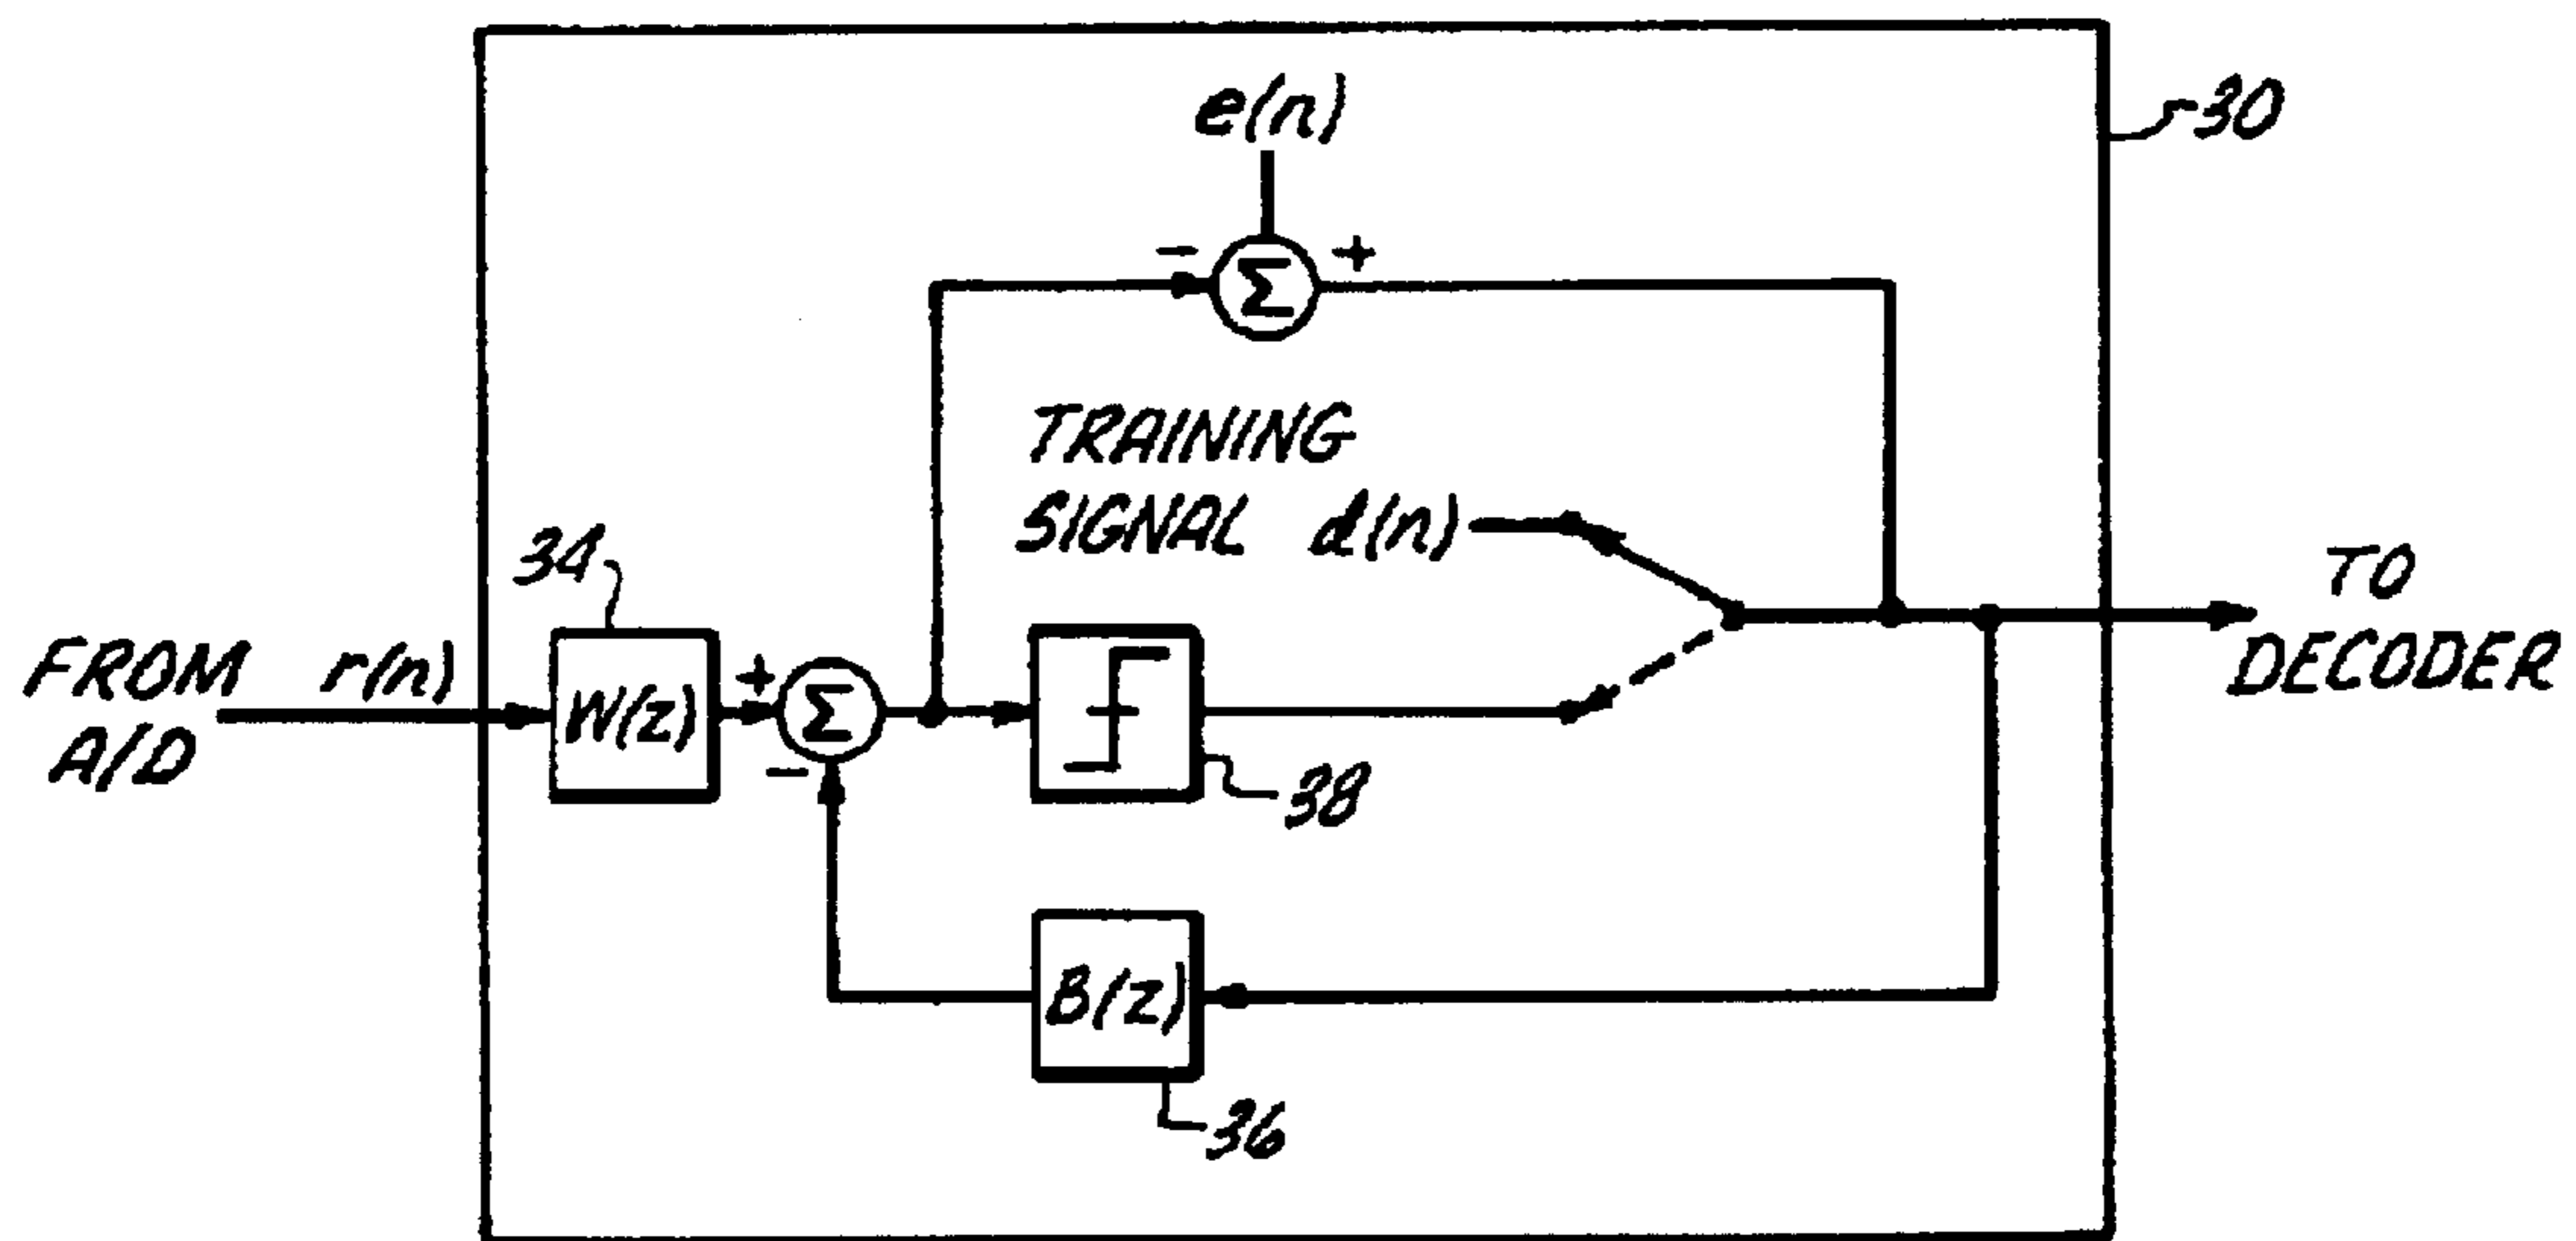 e(n)
30
- Σ +
TRAINING
SIGNAL d(n)
34
TO
DECODER
FROM r(n)
A/D
W(z)
+
Σ
-
38
B(z)
36